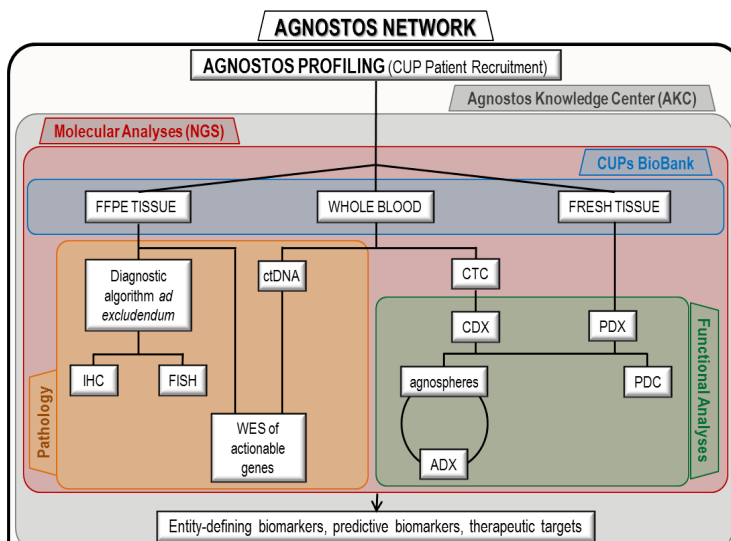 AGNOSTOS NETWORK
AGNOSTOS PROFILING (CUP Patient Recruitment)
Agnostos Knowledge Center (AKC)
Molecular Analyses (NGS)
CUPs BioBank
FFPE TISSUE
WHOLE BLOOD
FRESH TISSUE
Diagnostic
algorithm ad
excludendum
ctDNA
CTC
CDX
PDX
IHC
FISH
agnospheres
PDC
WES of
actionable
genes
ADX
Pathology
Functional Analyses
Entity-defining biomarkers, predictive biomarkers, therapeutic targets